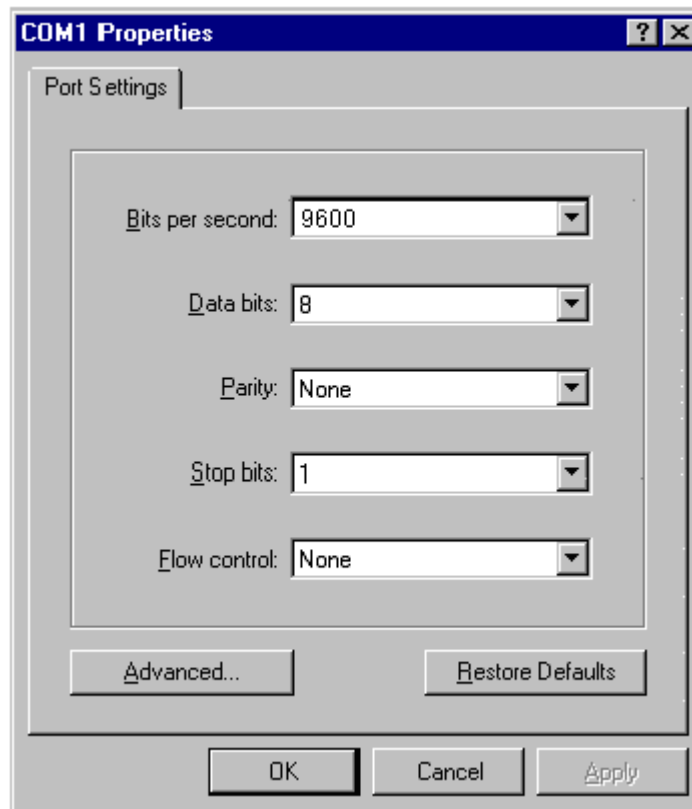 COM1 Properties
Port Settings
Bits per second: 9600
Data bits: 8
Parity: None
Stop bits: 1
Flow control: None
Advanced... Restore Defaults
OK Cancel Apply